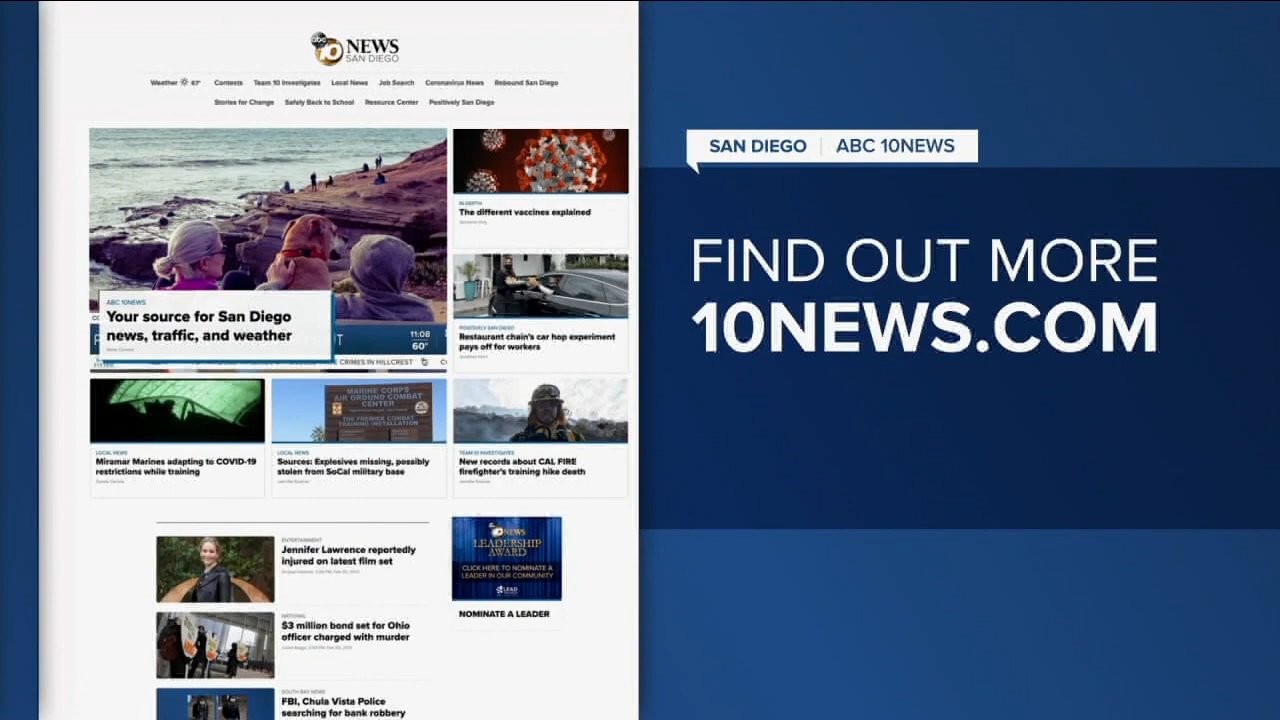 abc 10 NEWS
SAN DIEGO
Weather 67°
Contests
Team 10 Investigates
Local News
Job Search
Coronavirus News
Rebound San Diego
Stories for Change
Safely Back to School
Resource Center
Positively San Diego
ABC 10NEWS
Your source for San Diego
news, traffic, and weather
11:08
60°
CRIMES IN HILLCREST
IN-DEPTH
The different vaccines explained
POSITIVELY SAN DIEGO
Restaurant chain's car hop experiment
pays off for workers
LOCAL NEWS
Miramar Marines adapting to COVID-19
restrictions while training
MARINE CORPS
AIR GROUND COMBAT
CENTER
THE PREMIER COMBAT
TRAINING INSTALLATION
LOCAL NEWS
Sources: Explosives missing, possibly
stolen from SoCal military base
TEAM 10 INVESTIGATES
New records about CAL FIRE
firefighter's training hike death
ENTERTAINMENT
Jennifer Lawrence reportedly
injured on latest film set
NATIONAL
$3 million bond set for Ohio
officer charged with murder
SOUTH BAY NEWS
FBI, Chula Vista Police
searching for bank robbery
abc 10 NEWS
LEADERSHIP
AWARD
CLICK HERE TO NOMINATE A
LEADER IN OUR COMMUNITY
LEAD
NOMINATE A LEADER
SAN DIEGO | ABC 10NEWS
FIND OUT MORE
10NEWS.COM